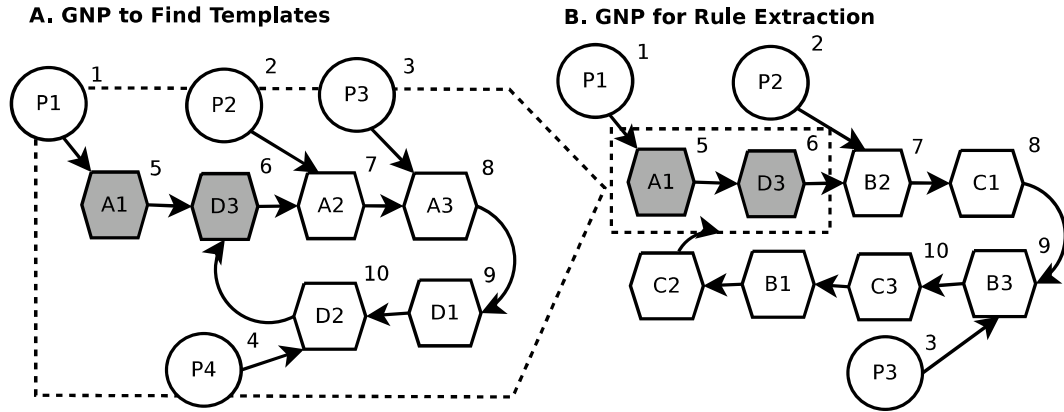 A. GNP to Find Templates
P1 1
P2 2
P3 3
A1 5
D3 6
A2 7
A3 8
D2 10
D1 9
P4 4
B. GNP for Rule Extraction
P1 1
P2 2
A1 5
D3 6
B2 7
C1 8
C2
B1
C3 10
B3 9
P3 3